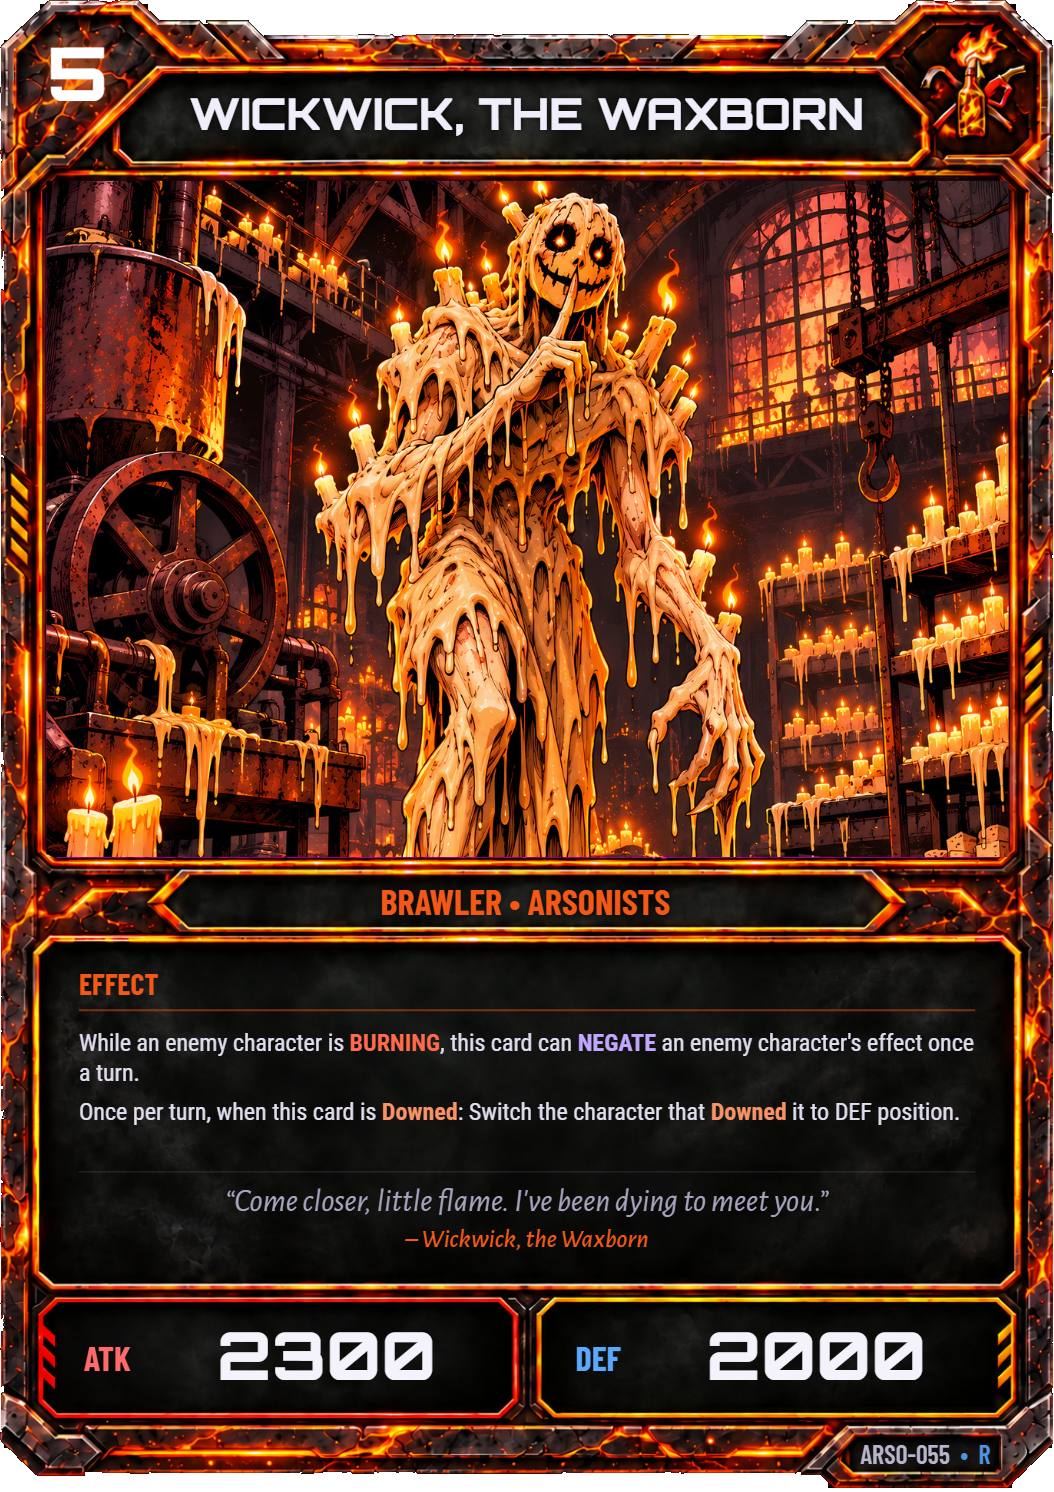 5
WICKWICK, THE WAXBORN
BRAWLER • ARSONISTS
EFFECT
While an enemy character is BURNING, this card can NEGATE an enemy character's effect once
a turn.
Once per turn, when this card is Downed: Switch the character that Downed it to DEF position.
“Come closer, little flame. I've been dying to meet you.”
– Wickwick, the Waxborn
ATK 2300
DEF 2000
ARSO-055 • R